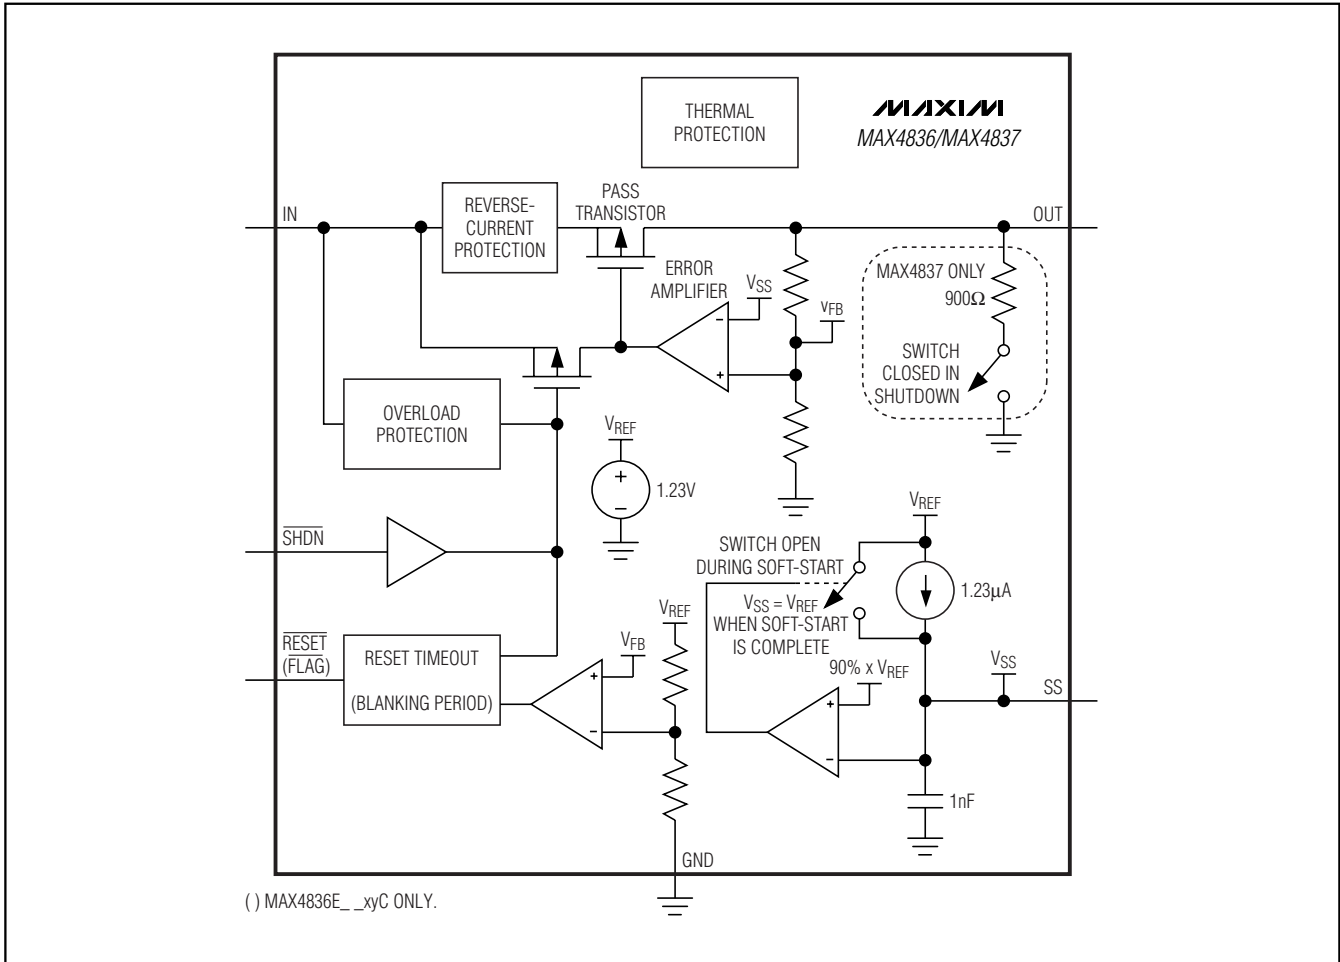 THERMAL
PROTECTION
MAXIM
MAX4836/MAX4837
IN
REVERSE-
CURRENT
PROTECTION
PASS
TRANSISTOR
OUT
ERROR
AMPLIFIER
VSS
−
+
VFB
MAX4837 ONLY
900Ω
SWITCH
CLOSED IN
SHUTDOWN
OVERLOAD
PROTECTION
VREF
+
−
1.23V
SHDN
SWITCH OPEN
DURING SOFT-START
VSS = VREF
WHEN SOFT-START
IS COMPLETE
VREF
1.23µA
RESET
(FLAG)
RESET TIMEOUT
(BLANKING PERIOD)
VFB
+
−
VREF
90% x VREF
+
−
VSS
SS
1nF
GND
( ) MAX4836E_ _xyC ONLY.